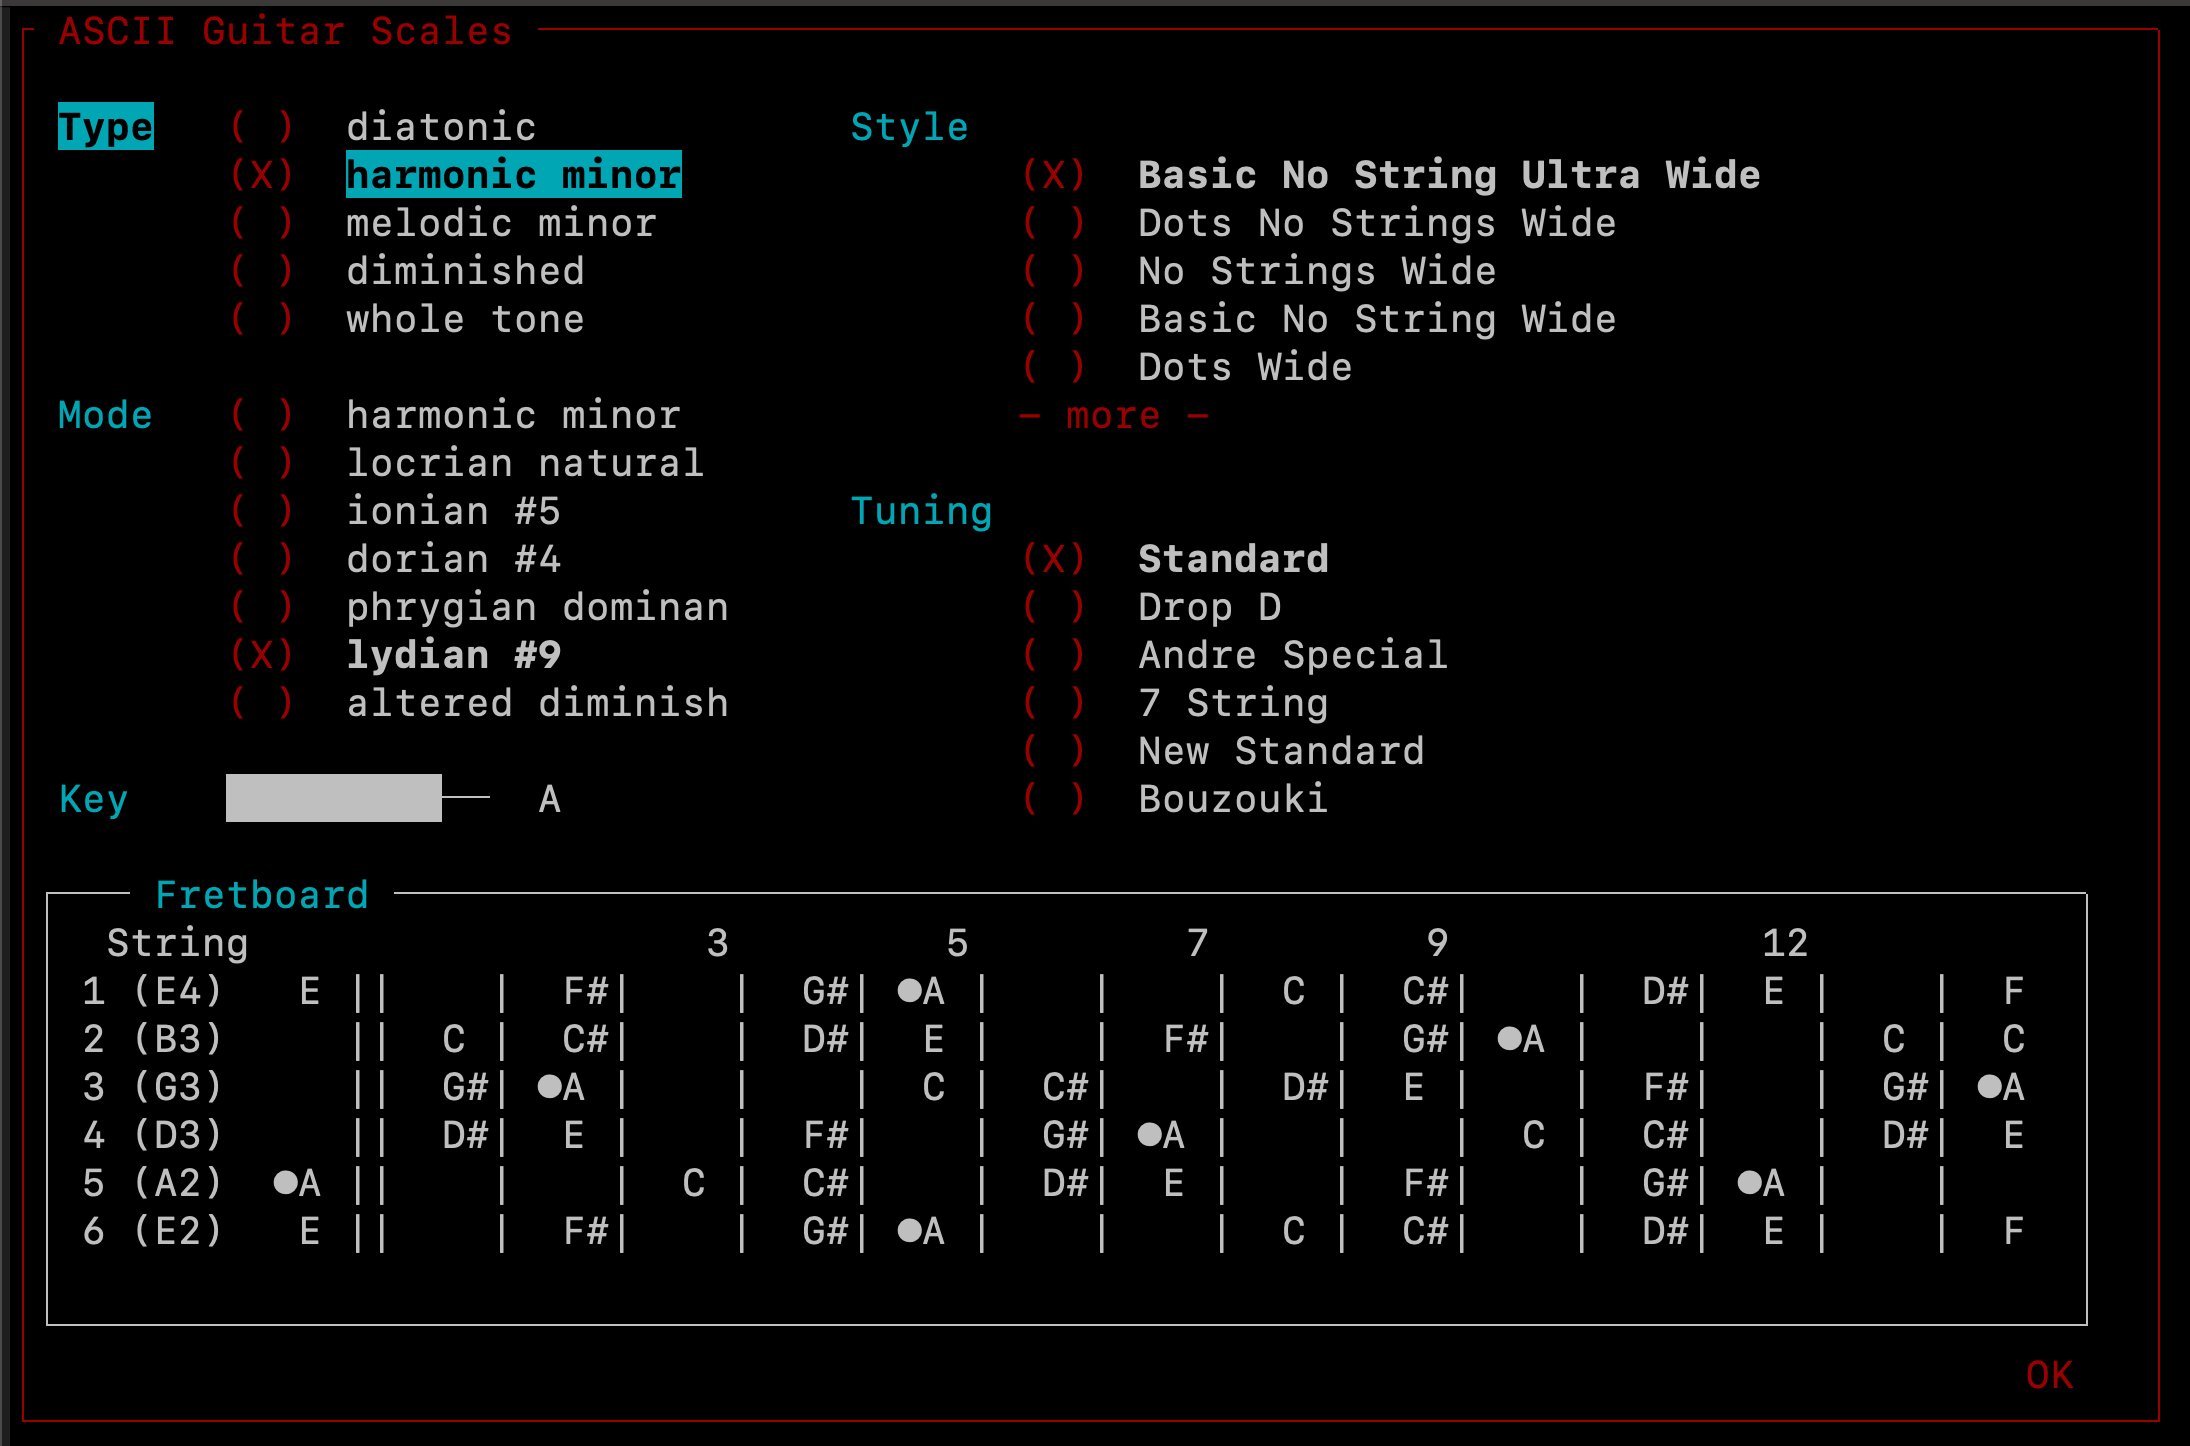 ASCII Guitar Scales
Type ( ) diatonic
(X) harmonic minor
( ) melodic minor
( ) diminished
( ) whole tone
Mode ( ) harmonic minor
( ) locrian natural
( ) ionian #5
( ) dorian #4
( ) phrygian dominan
(X) lydian #9
( ) altered diminish
Key A
Style
(X) Basic No String Ultra Wide
( ) Dots No Strings Wide
( ) No Strings Wide
( ) Basic No String Wide
( ) Dots Wide
– more –
Tuning
(X) Standard
( ) Drop D
( ) Andre Special
( ) 7 String
( ) New Standard
( ) Bouzouki
Fretboard
String 3 5 7 9 12
1 (E4) E || | F#| | G#| ●A | | | C | C#| | D#| E | | F
2 (B3) || C | C#| | D#| E | | F#| | G#| ●A | | | C | C
3 (G3) || G#| ●A | | | C | C#| | D#| E | | F#| | G#| ●A
4 (D3) || D#| E | | F#| | G#| ●A | | | C | C#| | D#| E
5 (A2) ●A || | | C | C#| | D#| E | | F#| | G#| ●A | |
6 (E2) E || | F#| | G#| ●A | | | C | C#| | D#| E | | F
OK